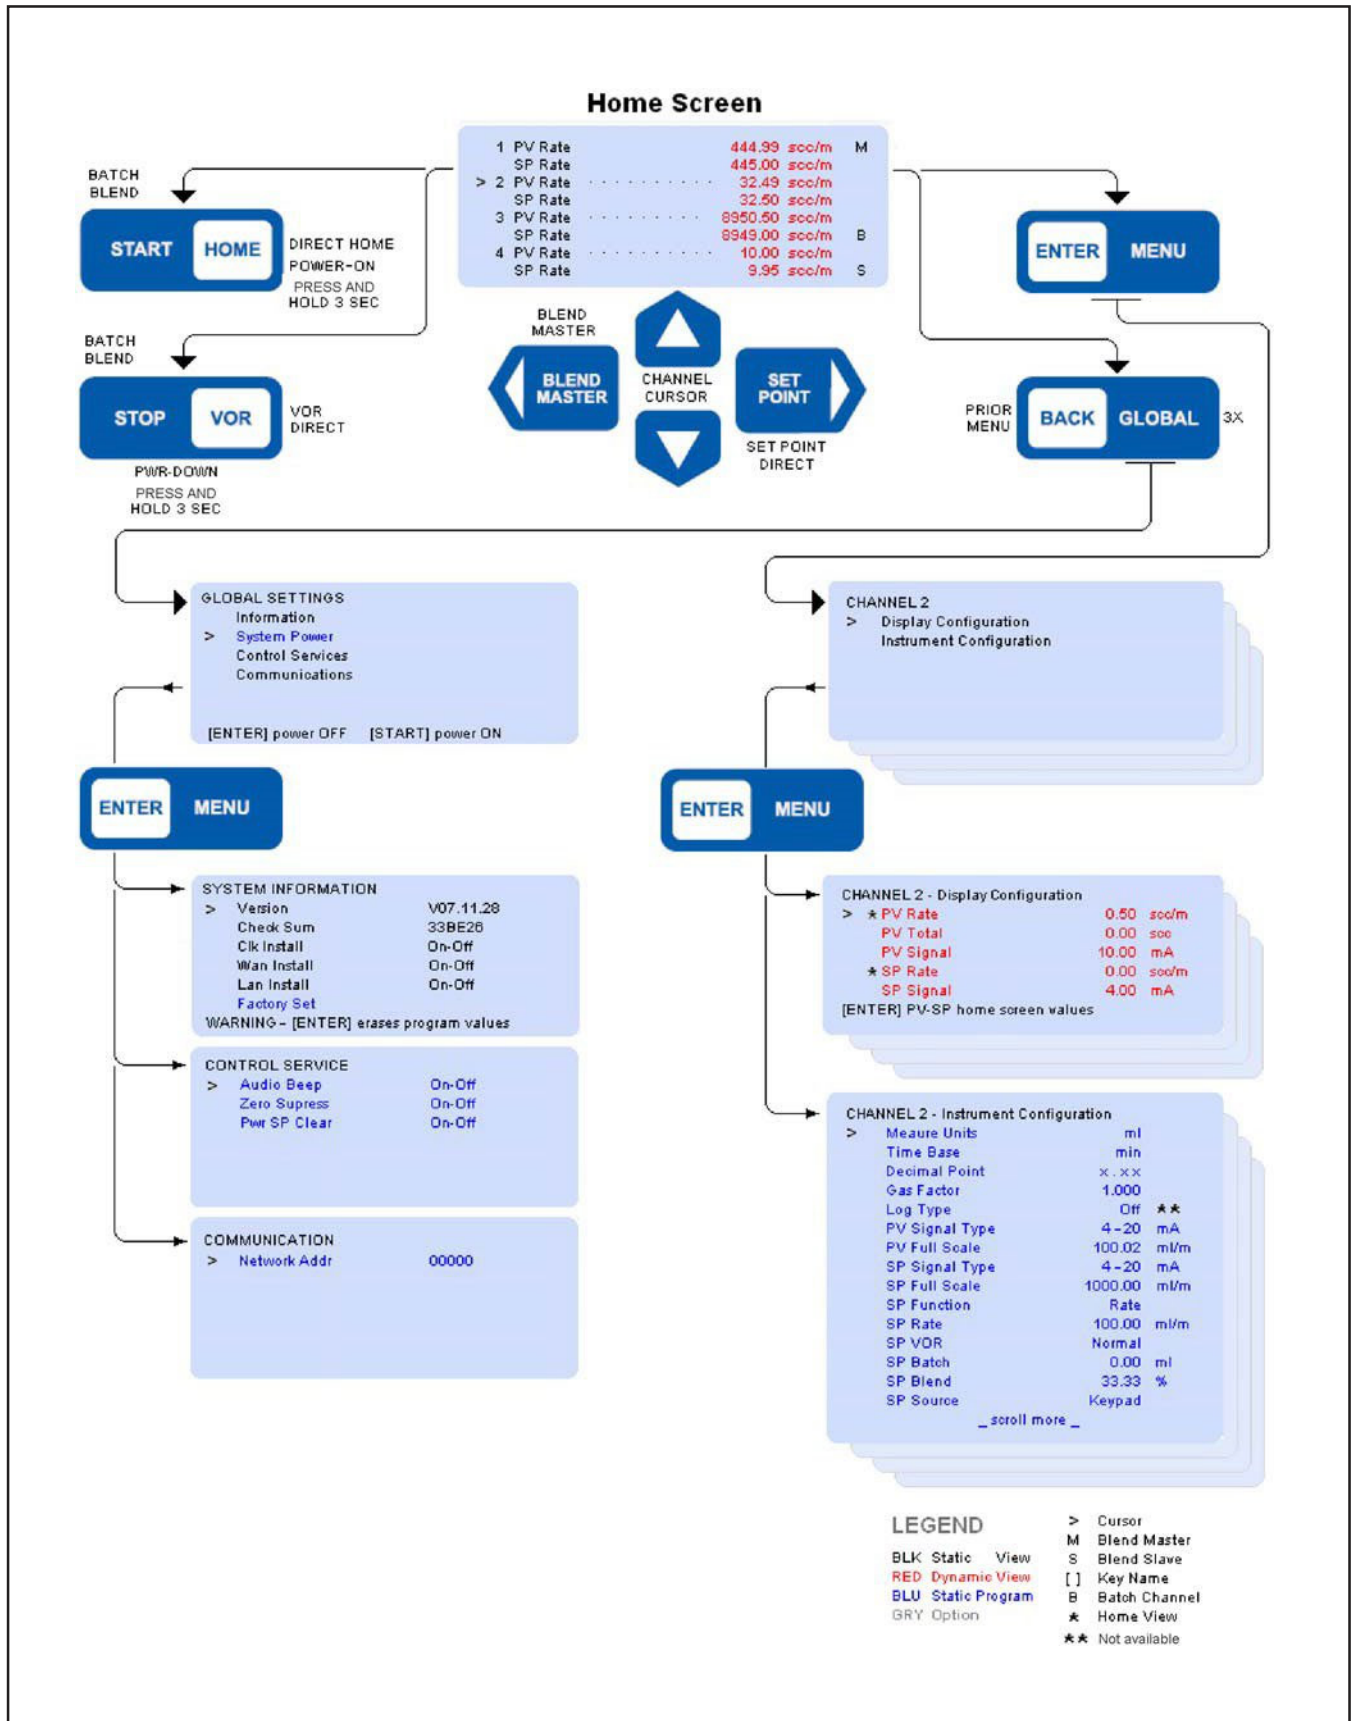 Home Screen
1 PV Rate 444.99 scc/m M
SP Rate 445.00 scc/m
> 2 PV Rate . . . . . . . . . . 32.49 scc/m
SP Rate 32.50 scc/m
3 PV Rate . . . . . . . . . 8950.50 scc/m
SP Rate 8949.00 scc/m B
4 PV Rate . . . . . . . . . . 10.00 scc/m
SP Rate 9.95 scc/m S
BATCH
BLEND
START HOME
DIRECT HOME
POWER-ON
PRESS AND
HOLD 3 SEC
ENTER MENU
BATCH
BLEND
STOP VOR
VOR
DIRECT
PWR-DOWN
PRESS AND
HOLD 3 SEC
BLEND
MASTER
BLEND
MASTER
CHANNEL
CURSOR
SET
POINT
SET POINT
DIRECT
PRIOR
MENU
BACK GLOBAL
3X
GLOBAL SETTINGS
Information
> System Power
Control Services
Communications
[ENTER] power OFF [START] power ON
CHANNEL 2
> Display Configuration
Instrument Configuration
ENTER MENU
ENTER MENU
SYSTEM INFORMATION
> Version V07.11.28
Check Sum 33BE26
Clk Install On-Off
Wan Install On-Off
Lan Install On-Off
Factory Set
WARNING - [ENTER] erases program values
CONTROL SERVICE
> Audio Beep On-Off
Zero Supress On-Off
Pwr SP Clear On-Off
COMMUNICATION
> Network Addr 00000
CHANNEL 2 - Display Configuration
> * PV Rate 0.50 scc/m
PV Total 0.00 scc
PV Signal 10.00 mA
* SP Rate 0.00 scc/m
SP Signal 4.00 mA
[ENTER] PV-SP home screen values
CHANNEL 2 - Instrument Configuration
> Meaure Units ml
Time Base min
Decimal Point x.xx
Gas Factor 1.000
Log Type Off **
PV Signal Type 4-20 mA
PV Full Scale 100.02 ml/m
SP Signal Type 4-20 mA
SP Full Scale 1000.00 ml/m
SP Function Rate
SP Rate 100.00 ml/m
SP VOR Normal
SP Batch 0.00 ml
SP Blend 33.33 %
SP Source Keypad
_ scroll more _
LEGEND
BLK Static View
RED Dynamic View
BLU Static Program
GRY Option
> Cursor
M Blend Master
S Blend Slave
[ ] Key Name
B Batch Channel
* Home View
** Not available